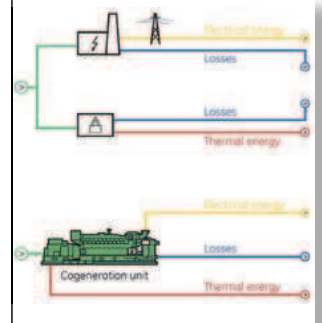 Electrical energy
Losses
Losses
Thermal energy
Electrical energy
Losses
Cogeneration unit
Thermal energy